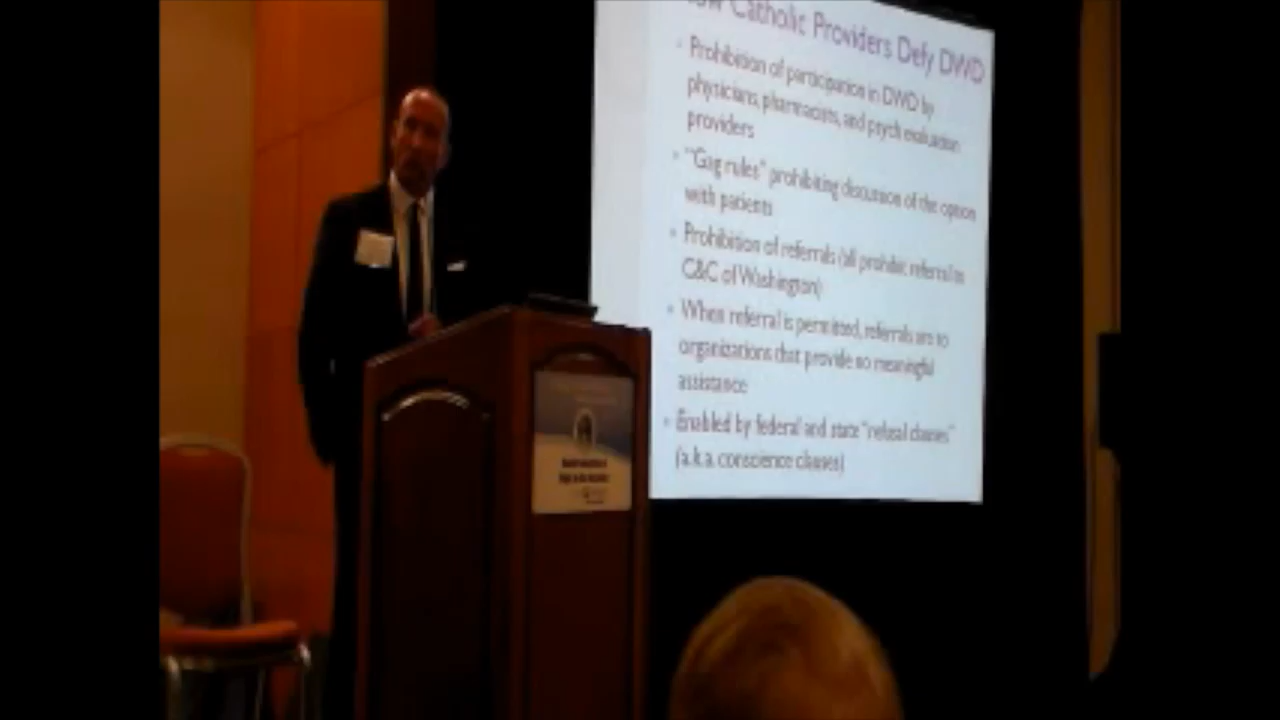 Catholic Providers Defy DWD
Prohibition of participation in DWD by
physicians, pharmacists, and psych evaluation
providers
"Gag rules" prohibiting discussion of the option
with patients
Prohibition of referrals (all prohibit referral to
C&C of Washington)
When referral is permitted, referrals are to
organizations that provide no meaningful
assistance
Enabled by federal and state "refusal clauses"
(a.k.a. conscience clauses)